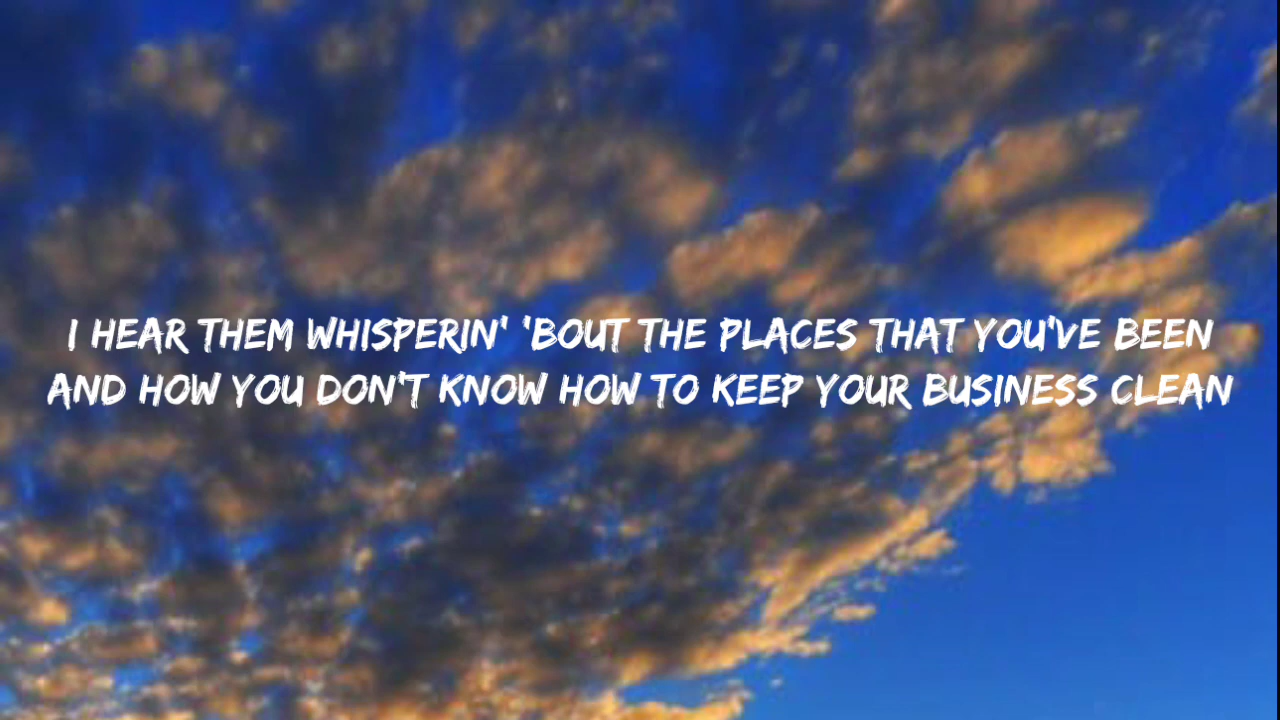 I HEAR THEM WHISPERIN' 'BOUT THE PLACES THAT YOU'VE BEEN
AND HOW YOU DON'T KNOW HOW TO KEEP YOUR BUSINESS CLEAN